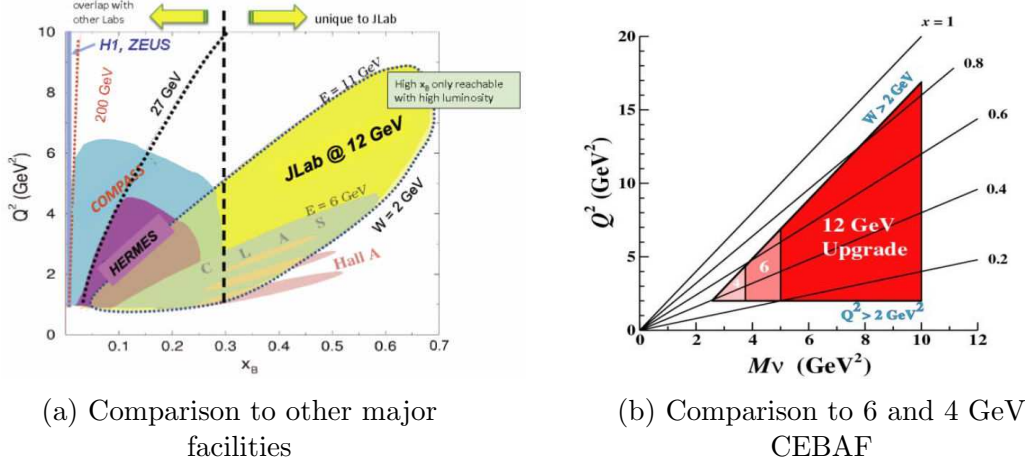 overlap with
other Labs
unique to JLab
10
H1, ZEUS
200 GeV
27 GeV
E = 11 GeV
High xB only reachable
with high luminosity
8
COMPASS
JLab @ 12 GeV
Q² (GeV²)
6
E = 6 GeV
W = 2 GeV
4
HERMES
C L A S
Hall A
2
0
0.1 0.2 0.3 0.4 0.5 0.6 0.7
xB
(a) Comparison to other major
facilities
x = 1
20
0.8
W > 2 GeV
15
0.6
Q² (GeV²)
10
0.4
12 GeV
Upgrade
5
6
4
0.2
Q² > 2 GeV²
0
0 2 4 6 8 10 12
Mν (GeV²)
(b) Comparison to 6 and 4 GeV
CEBAF